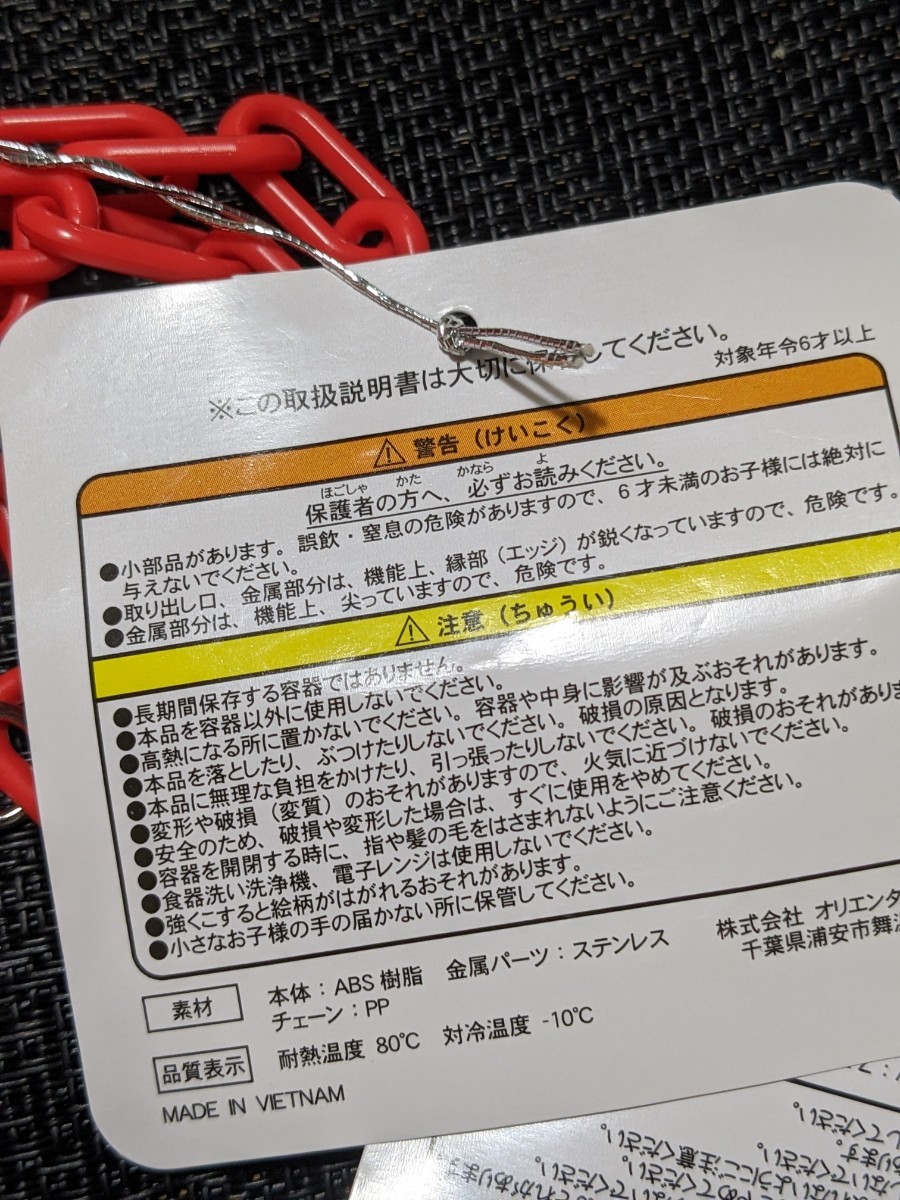 ※この取扱説明書は大切に保管してください。
対象年令6才以上
警告（けいこく）
ほごしゃ かた かなら よ
保護者の方へ、必ずお読みください。
●小部品があります。誤飲・窒息の危険がありますので、6才未満のお子様には絶対に
与えないでください。
●取り出し口、金属部分は、機能上、縁部（エッジ）が鋭くなっていますので、危険です。
●金属部分は、機能上、尖っていますので、危険です。
注意（ちゅうい）
●長期間保存する容器ではありません。
●本品を容器以外に使用しないでください。
●高熱になる所に置かないでください。容器や中身に影響が及ぶおそれがあります。
●本品を落としたり、ぶつけたりしないでください。破損の原因となります。
●本品に無理な負担をかけたり、引っ張ったりしないでください。破損のおそれがありま
●変形や破損（変質）のおそれがありますので、火気に近づけないでください。
●安全のため、破損や変形した場合は、すぐに使用をやめてください。
●容器を開閉する時に、指や髪の毛をはさまれないようにご注意ください。
●食器洗い洗浄機、電子レンジは使用しないでください。
●強くこすると絵柄がはがれるおそれがあります。
●小さなお子様の手の届かない所に保管してください。
株式会社 オリエンタ
千葉県浦安市舞浜
素材
本体：ABS樹脂 金属パーツ：ステンレス
チェーン：PP
品質表示
耐熱温度 80℃ 対冷温度 -10℃
MADE IN VIETNAM